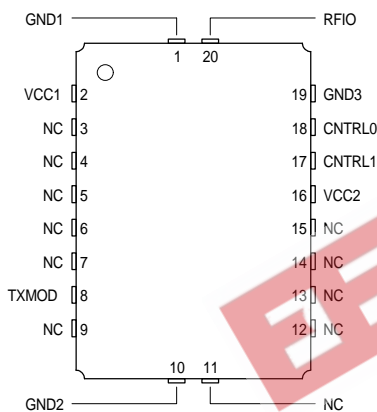 GND1 RFIO
1 20
VCC1 2 19 GND3
NC 3 18 CNTRL0
NC 4 17 CNTRL1
NC 5 16 VCC2
NC 6 15 NC
NC 7 14 NC
TXMOD 8 13 NC
NC 9 12 NC
10 11
GND2 NC